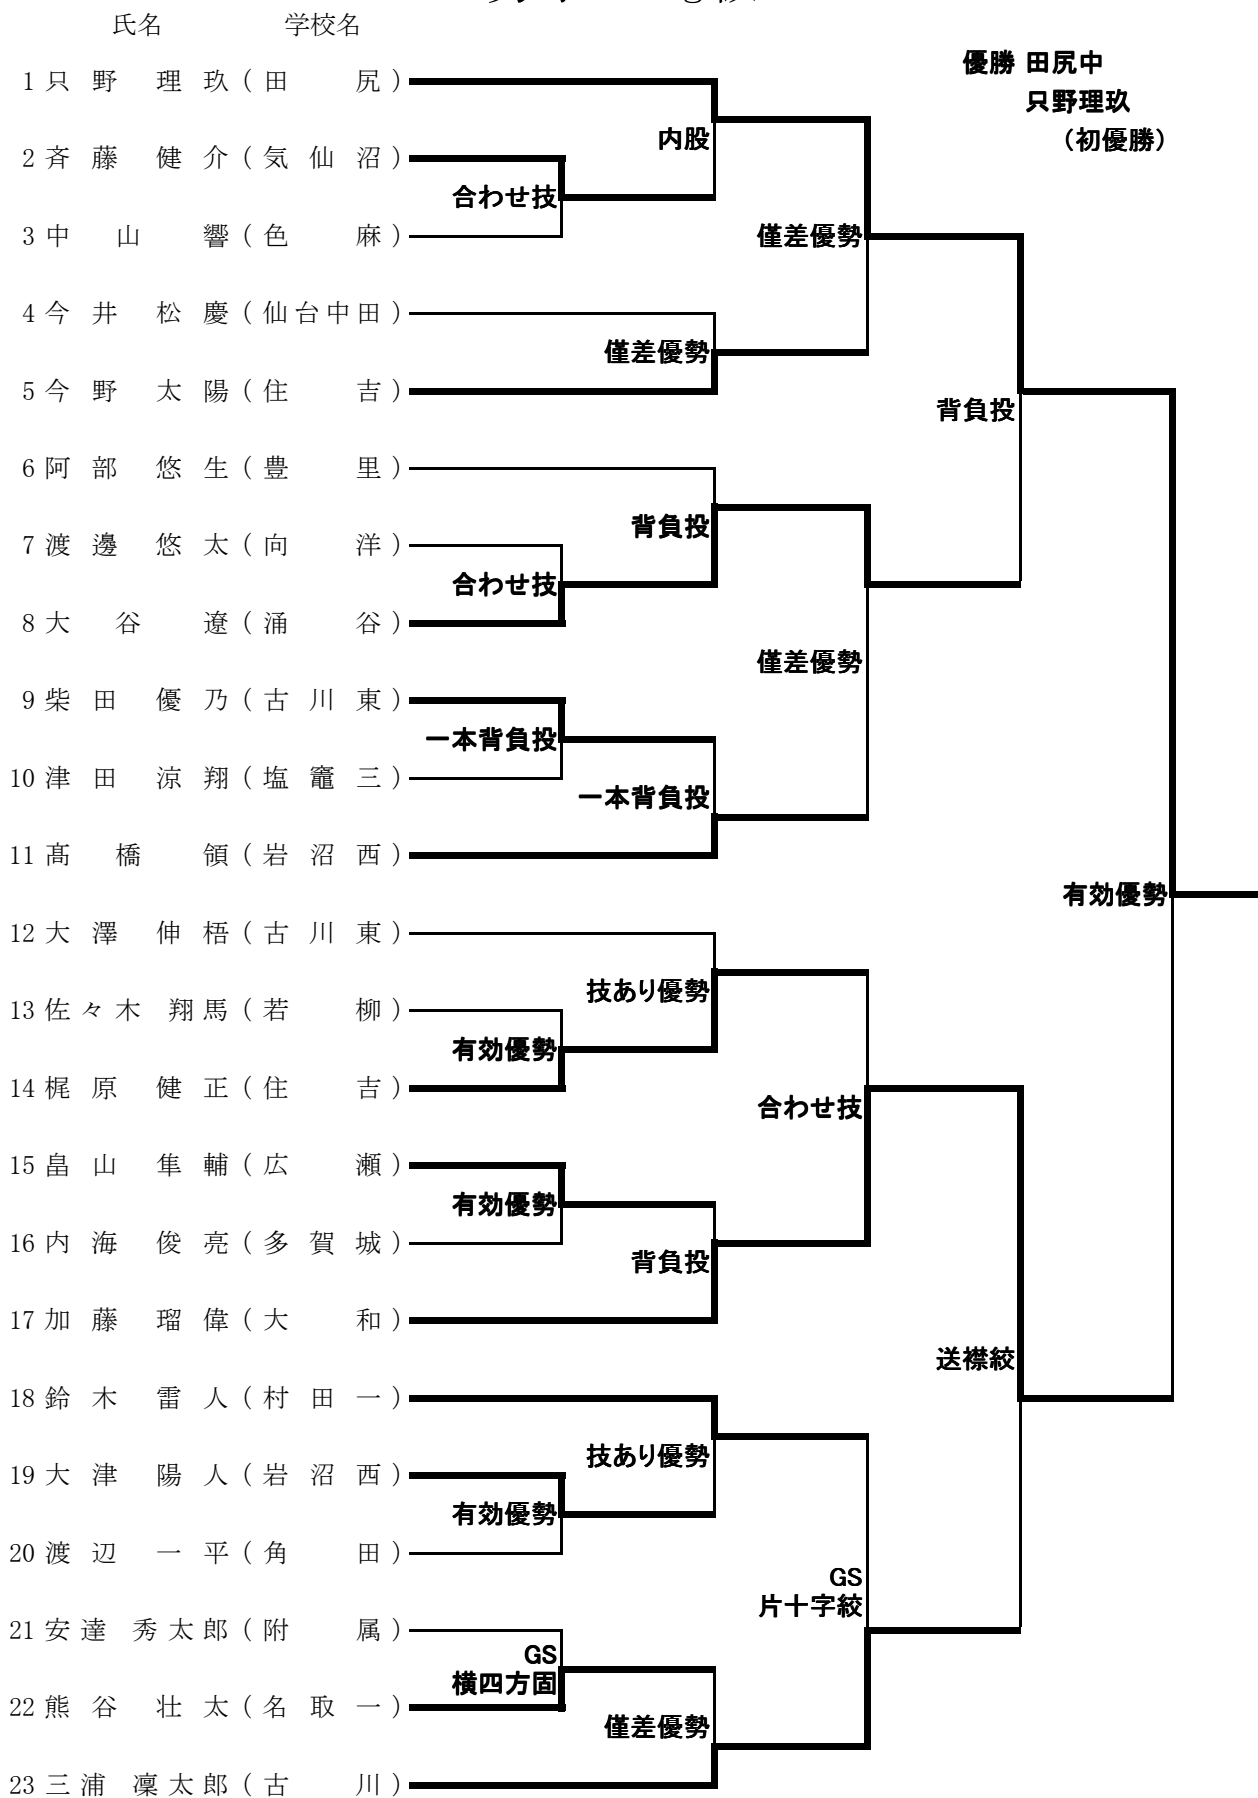 氏名 学校名
優勝 田尻中
只野理玖
（初優勝）
1 只野 理玖（田尻）
内股
2 斉藤 健介（気仙沼）
合わせ技
3 中山 響（色麻）
僅差優勢
4 今井 松慶（仙台中田）
僅差優勢
5 今野 太陽（住吉）
背負投
6 阿部 悠生（豊里）
背負投
7 渡邊 悠太（向洋）
合わせ技
8 大谷 遼（涌谷）
僅差優勢
9 柴田 優乃（古川東）
一本背負投
10 津田 涼翔（塩竈三）
一本背負投
11 髙橋 領（岩沼西）
有効優勢
12 大澤 伸梧（古川東）
技あり優勢
13 佐々木 翔馬（若柳）
有効優勢
14 梶原 健正（住吉）
合わせ技
15 畠山 隼輔（広瀬）
有効優勢
16 内海 俊亮（多賀城）
背負投
17 加藤 瑠偉（大和）
送襟絞
18 鈴木 雷人（村田一）
技あり優勢
19 大津 陽人（岩沼西）
有効優勢
20 渡辺 一平（角田）
GS
片十字絞
21 安達 秀太郎（附属）
GS
横四方固
22 熊谷 壮太（名取一）
僅差優勢
23 三浦 凜太郎（古川）